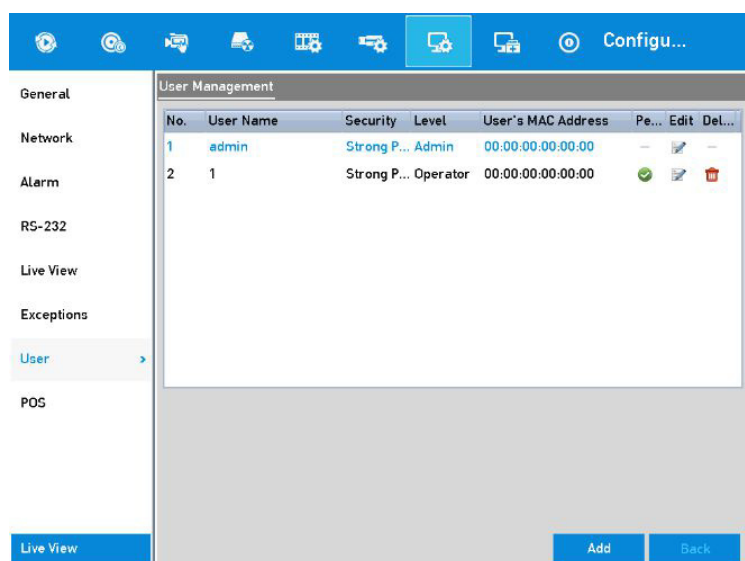 Configu...
General
Network
Alarm
RS-232
Live View
Exceptions
User >
POS
Live View
User Management
No. User Name Security Level User's MAC Address Pe... Edit Del...
1 admin Strong P... Admin 00:00:00:00:00:00 — —
2 1 Strong P... Operator 00:00:00:00:00:00
Add Back